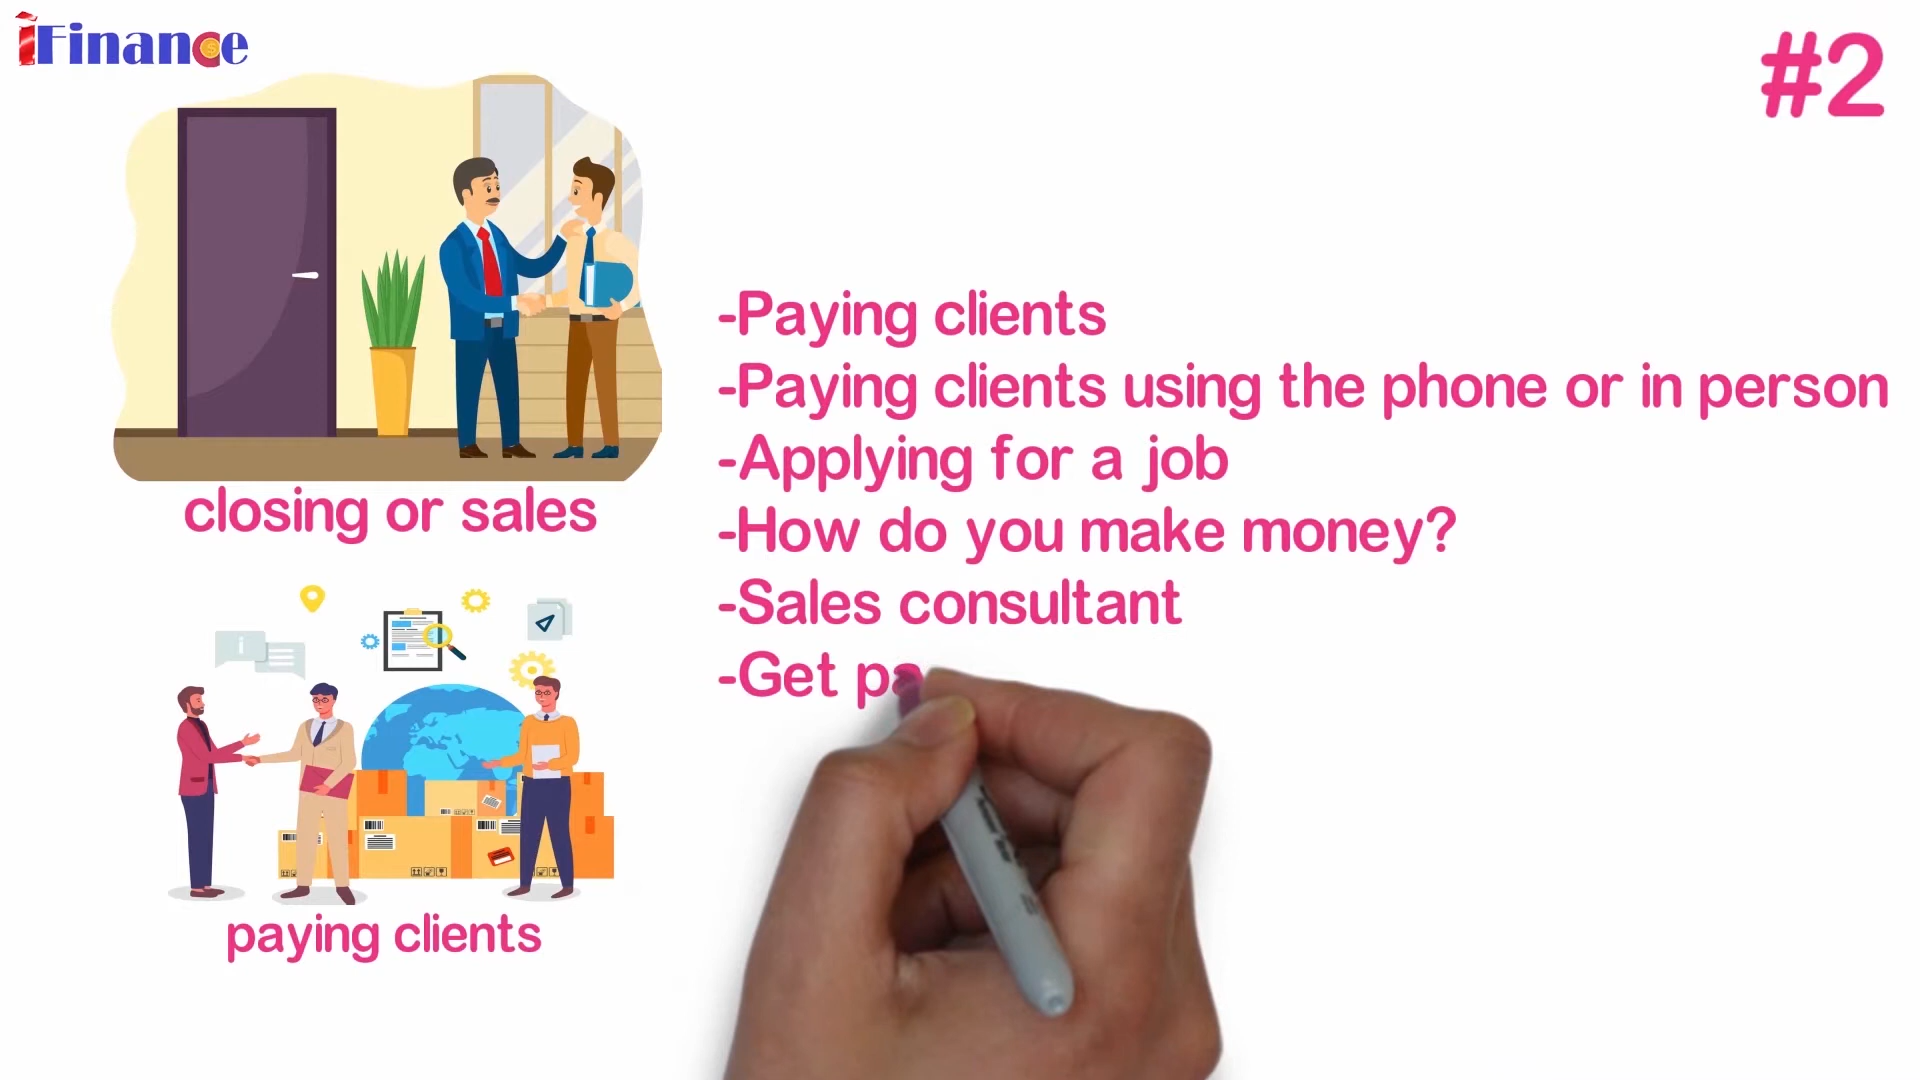 iFinance
#2
closing or sales
paying clients
-Paying clients
-Paying clients using the phone or in person
-Applying for a job
-How do you make money?
-Sales consultant
-Get pa